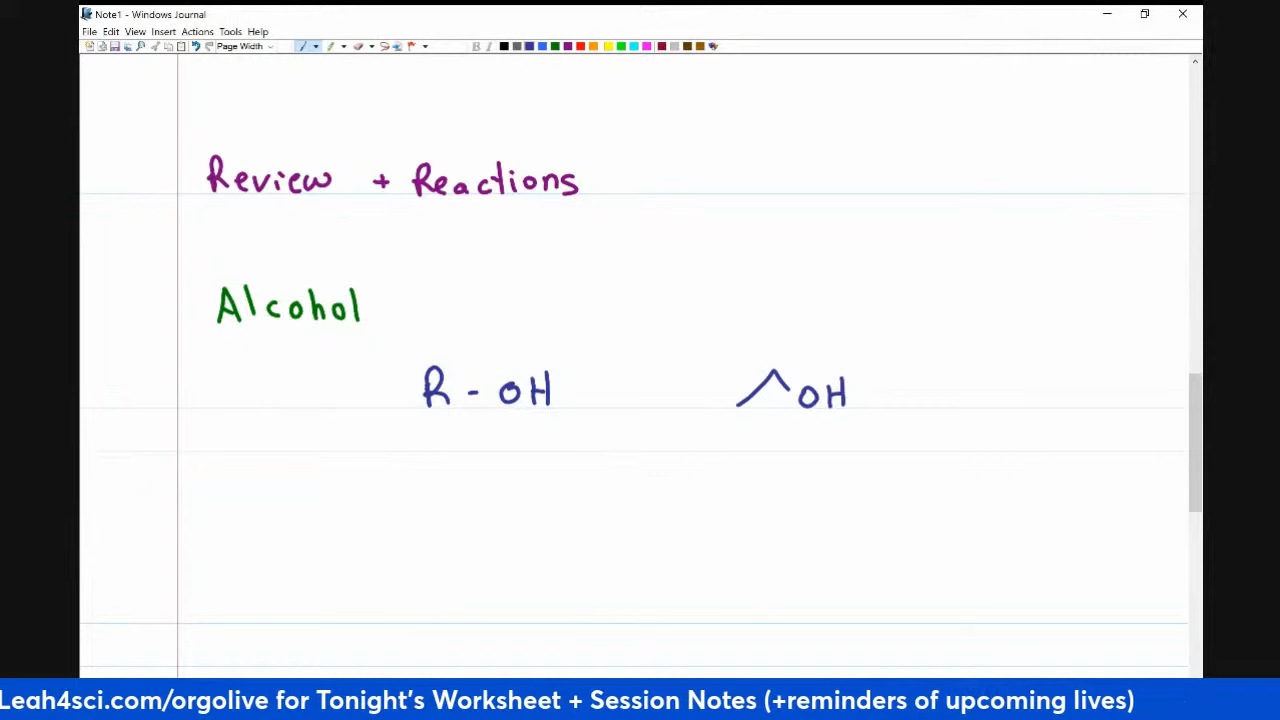 Note1 - Windows Journal
File Edit View Insert Actions Tools Help
Page Width B I
Review + Reactions
Alcohol
R - OH OH
Leah4sci.com/orgolive for Tonight's Worksheet + Session Notes (+reminders of upcoming lives)